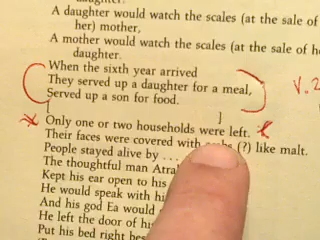 daughter.
A daughter would watch the scales (at the sale of
her) mother,
A mother would watch the scales (at the sale of h
daughter.
When the sixth year arrived
They served up a daughter for a meal,
Served up a son for food.
V.2
]
Only one or two households were left.
Their faces were covered with (?) like malt.
People stayed alive by ...
The thoughtful man Atra
Kept his ear open to his
He would speak with hi
And his god Ea would
He left the door of his
Put his bed right bes